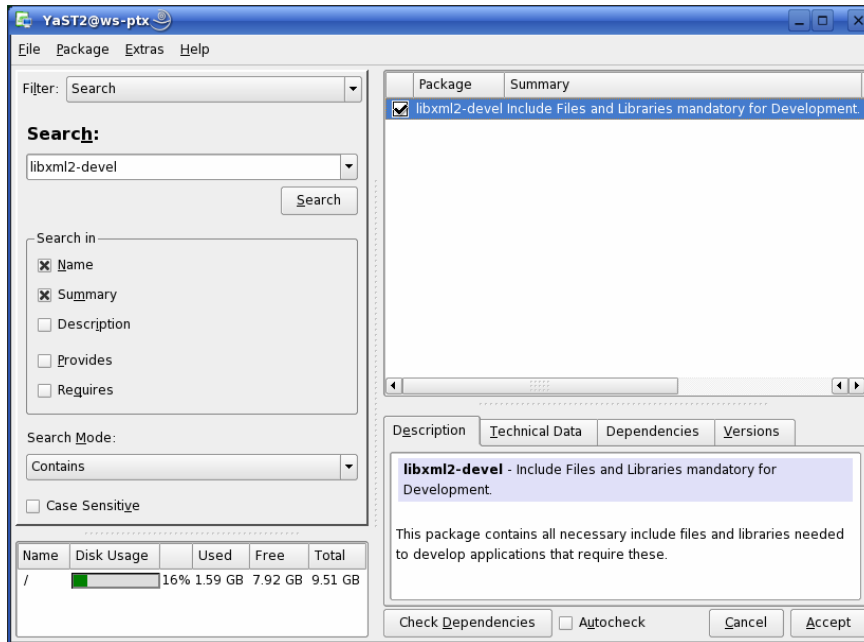 YaST2@ws-ptx
File Package Extras Help
Filter: Search
Search:
libxml2-devel
Search
Search in
Name
Summary
Description
Provides
Requires
Search Mode:
Contains
Case Sensitive
Name Disk Usage Used Free Total
/ 16% 1.59 GB 7.92 GB 9.51 GB
Package Summary
libxml2-devel Include Files and Libraries mandatory for Development.
Description Technical Data Dependencies Versions
libxml2-devel - Include Files and Libraries mandatory for
Development.
This package contains all necessary include files and libraries needed
to develop applications that require these.
Check Dependencies Autocheck Cancel Accept